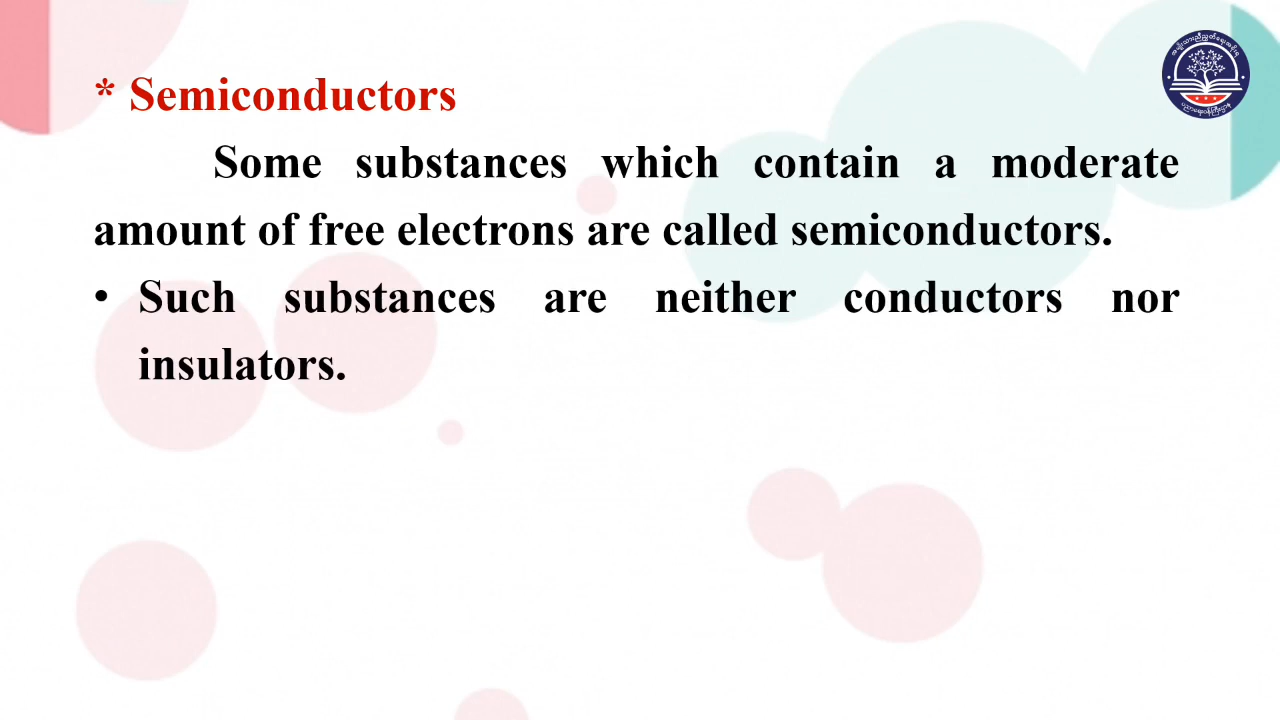 * Semiconductors
Some substances which contain a moderate
amount of free electrons are called semiconductors.
• Such substances are neither conductors nor
insulators.